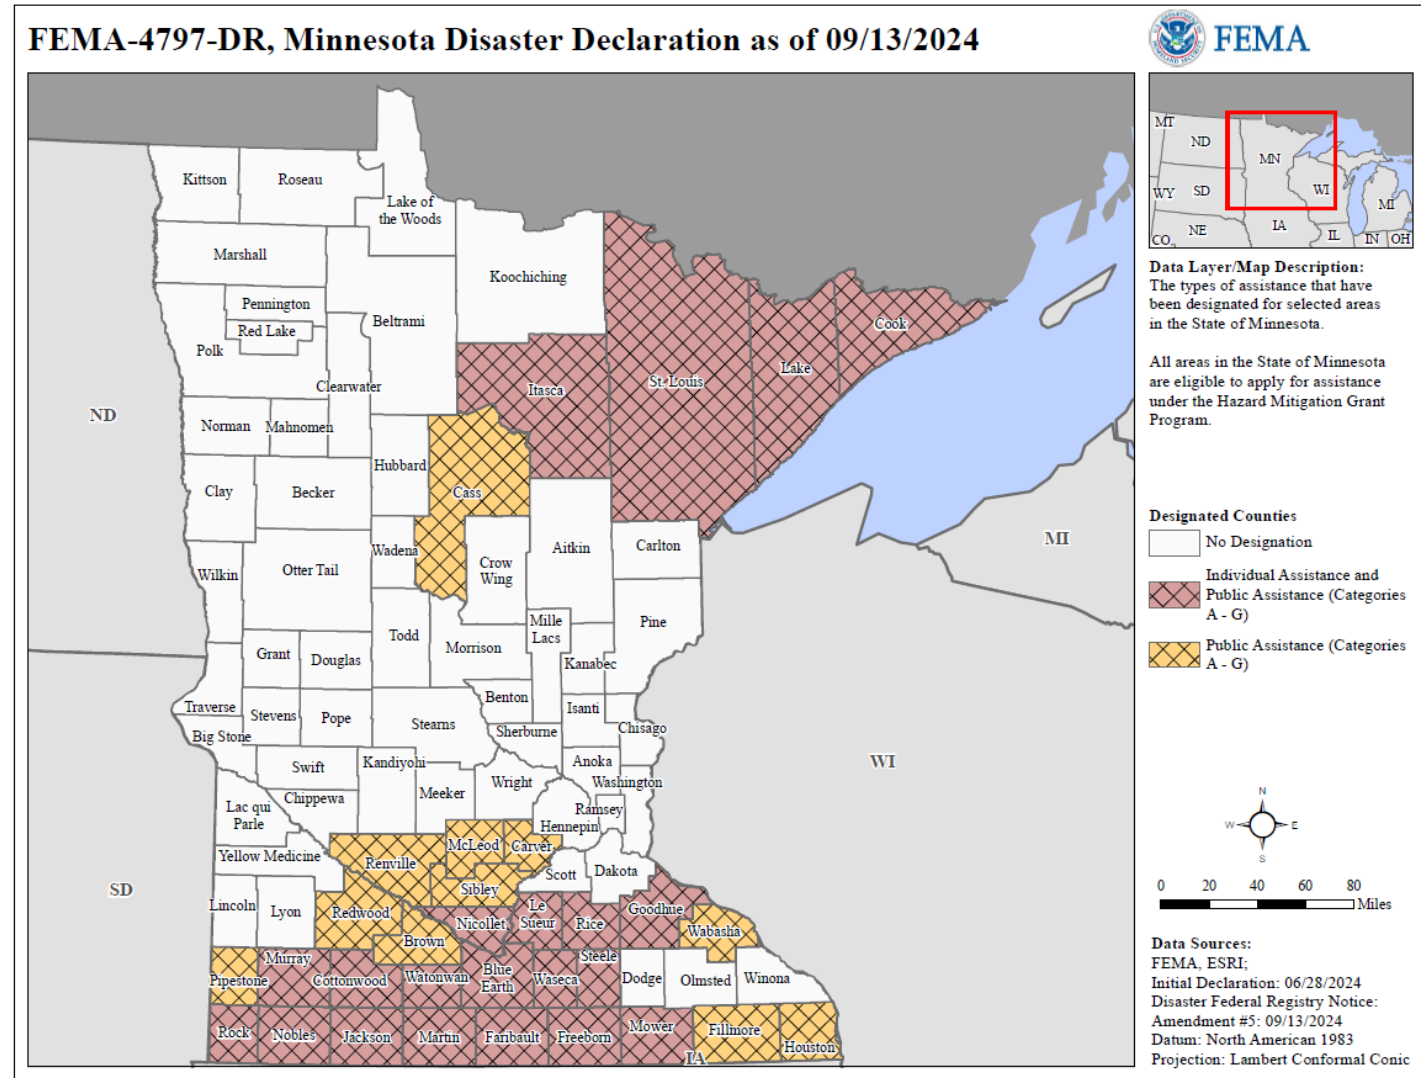 FEMA-4797-DR, Minnesota Disaster Declaration as of 09/13/2024
FEMA
MT
ND
MN
WY
SD
WI
MI
NE
IA
IL
IN
OH
CO
Data Layer/Map Description:
The types of assistance that have
been designated for selected areas
in the State of Minnesota.
All areas in the State of Minnesota
are eligible to apply for assistance
under the Hazard Mitigation Grant
Program.
Designated Counties
No Designation
Individual Assistance and
Public Assistance (Categories
A - G)
Public Assistance (Categories
A - G)
N
W
E
S
0 20 40 60 80
Miles
Data Sources:
FEMA, ESRI;
Initial Declaration: 06/28/2024
Disaster Federal Registry Notice:
Amendment #5: 09/13/2024
Datum: North American 1983
Projection: Lambert Conformal Conic
Kittson
Roseau
Lake of
the Woods
Marshall
Koochiching
Pennington
Red Lake
Beltrami
Polk
Cook
Lake
St. Louis
Clearwater
Itasca
ND
Norman
Mahnomen
Hubbard
Clay
Becker
Cass
MI
Wadena
Aitkin
Carlton
Wilkin
Otter Tail
Crow
Wing
Mille
Lacs
Pine
Todd
Morrison
Grant
Douglas
Kanabec
Benton
Traverse
Stevens
Pope
Stearns
Isanti
Big Stone
Sherburne
Chisago
Swift
Kandiyohi
Anoka
WI
Chippewa
Meeker
Wright
Washington
Lac qui
Parle
Ramsey
Hennepin
Yellow Medicine
Renville
McLeod
Carver
Scott
Dakota
SD
Sibley
Lincoln
Lyon
Redwood
Nicollet
Le
Sueur
Rice
Goodhue
Wabasha
Brown
Murray
Steele
Pipestone
Cottonwood
Watonwan
Blue
Earth
Waseca
Dodge
Olmsted
Winona
Rock
Nobles
Jackson
Martin
Faribault
Freeborn
Mower
Fillmore
Houston
IA